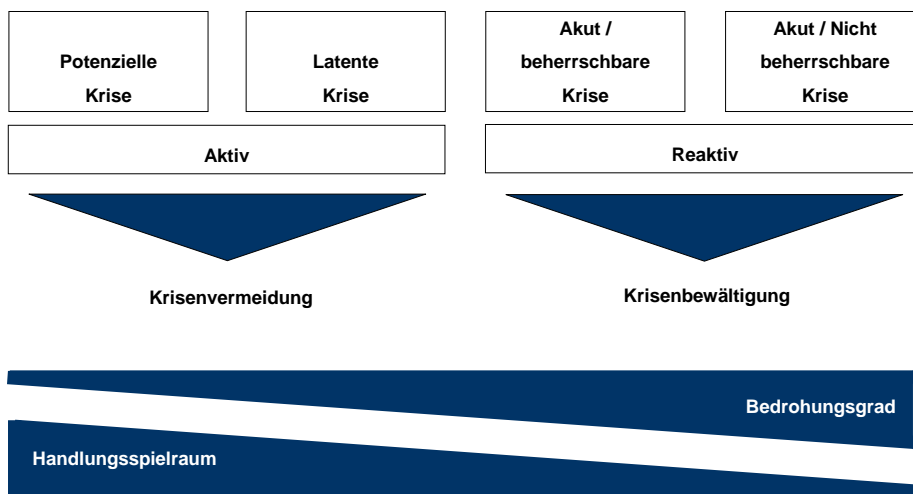 Potenzielle
Krise
Latente
Krise
Akut /
beherrschbare
Krise
Akut / Nicht
beherrschbare
Krise
Aktiv
Reaktiv
Krisenvermeidung
Krisenbewältigung
Bedrohungsgrad
Handlungsspielraum